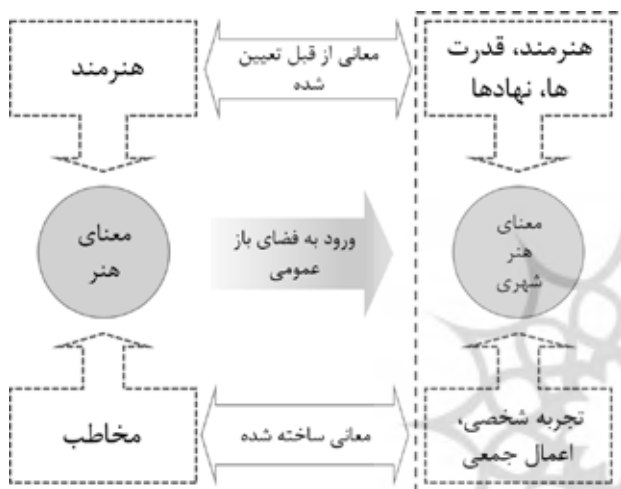 هنرمند، قدرت
ها، نهادها
معانی از قبل تعیین
شده
هنرمند
معنای
هنر
شهری
ورود به فضای باز
عمومی
معنای
هنر
تجربه شخصی،
اعمال جمعی
معانی ساخته شده
مخاطب